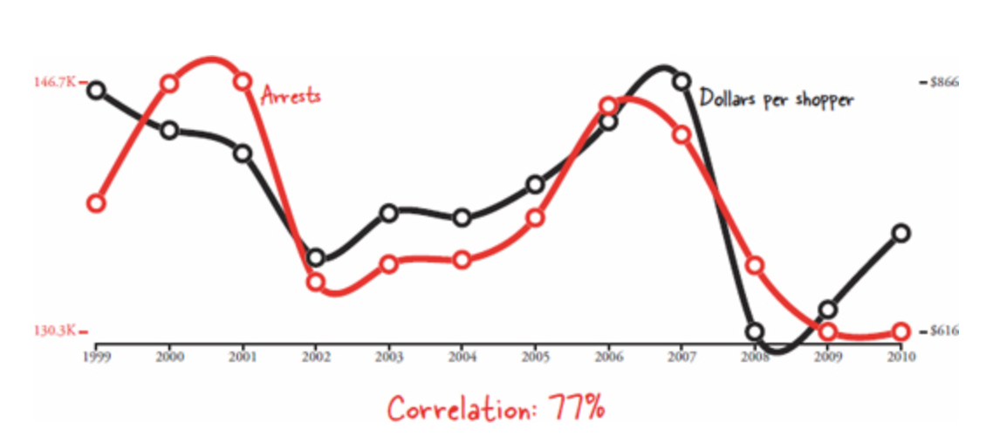 146.7K
$866
Arrests
Dollars per shopper
130.3K
$616
1999 2000 2001 2002 2003 2004 2005 2006 2007 2008 2009 2010
Correlation: 77%